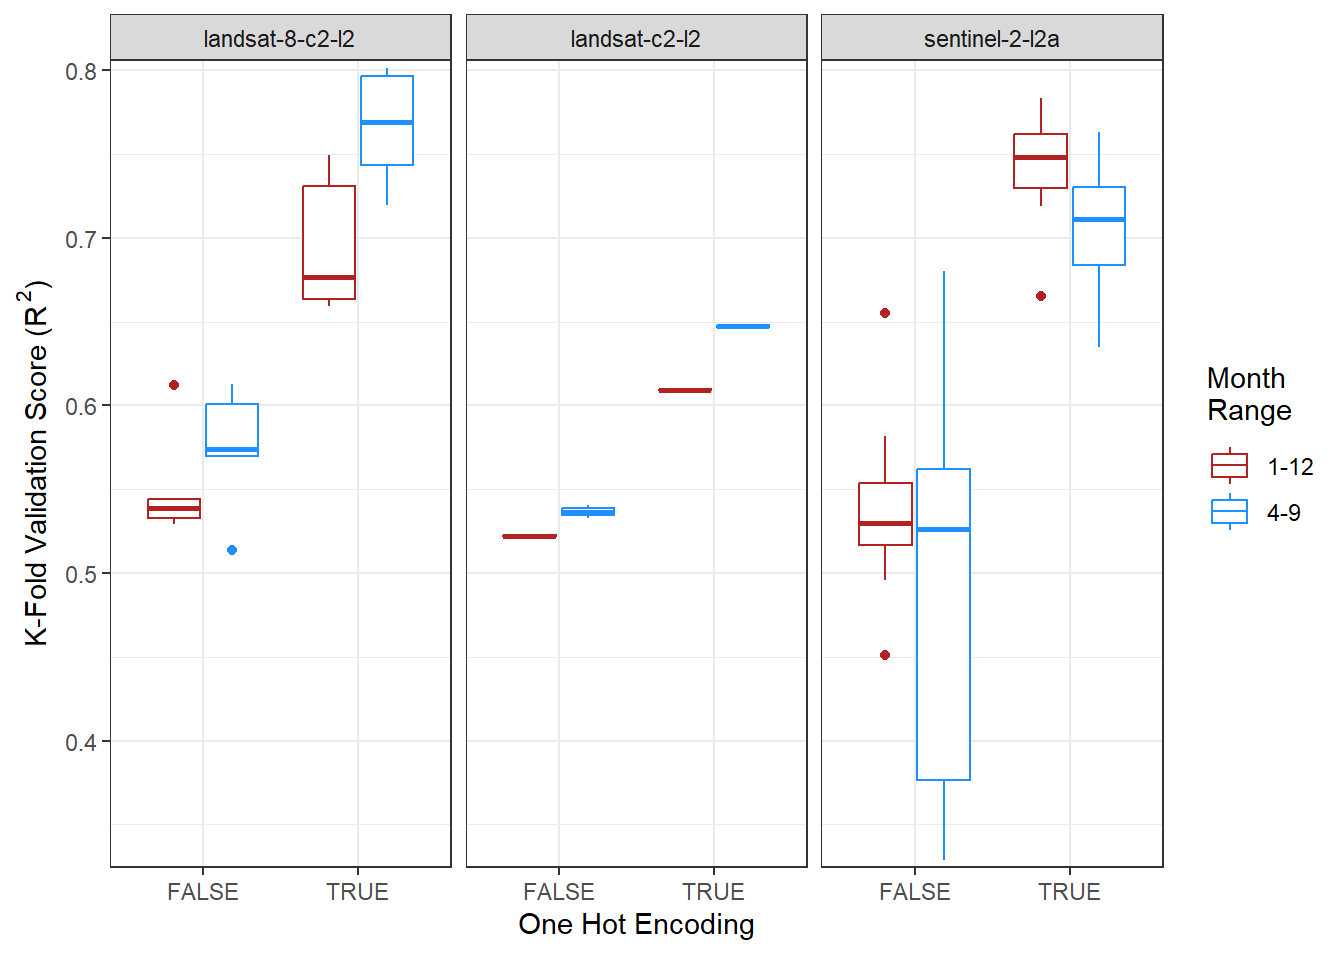 landsat-8-c2-l2
landsat-c2-l2
sentinel-2-l2a
K-Fold Validation Score (R²)
0.8
0.7
0.6
0.5
0.4
FALSE TRUE
FALSE TRUE
FALSE TRUE
One Hot Encoding
Month
Range
1-12
4-9